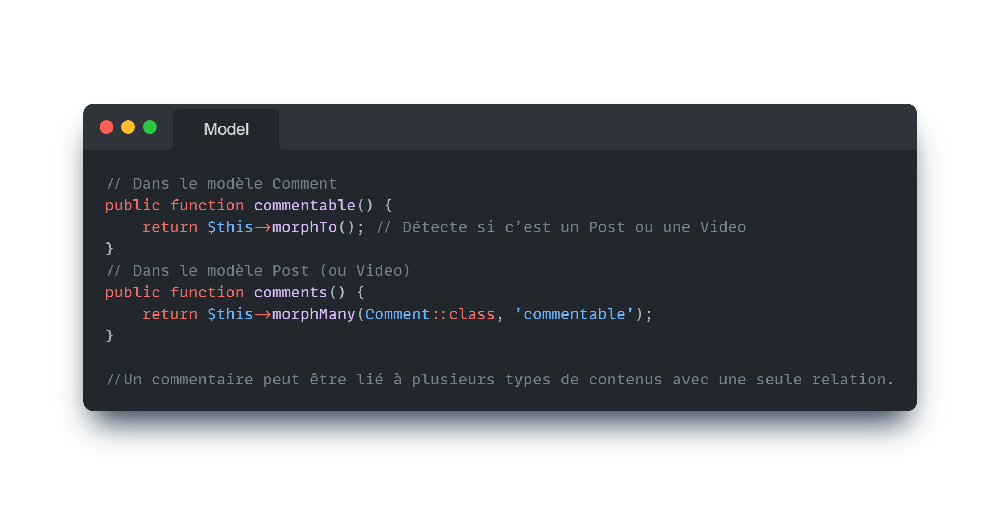 Model
// Dans le modèle Comment
public function commentable() {
    return $this->morphTo(); // Détecte si c'est un Post ou une Video
}
// Dans le modèle Post (ou Video)
public function comments() {
    return $this->morphMany(Comment::class, 'commentable');
}
//Un commentaire peut être lié à plusieurs types de contenus avec une seule relation.